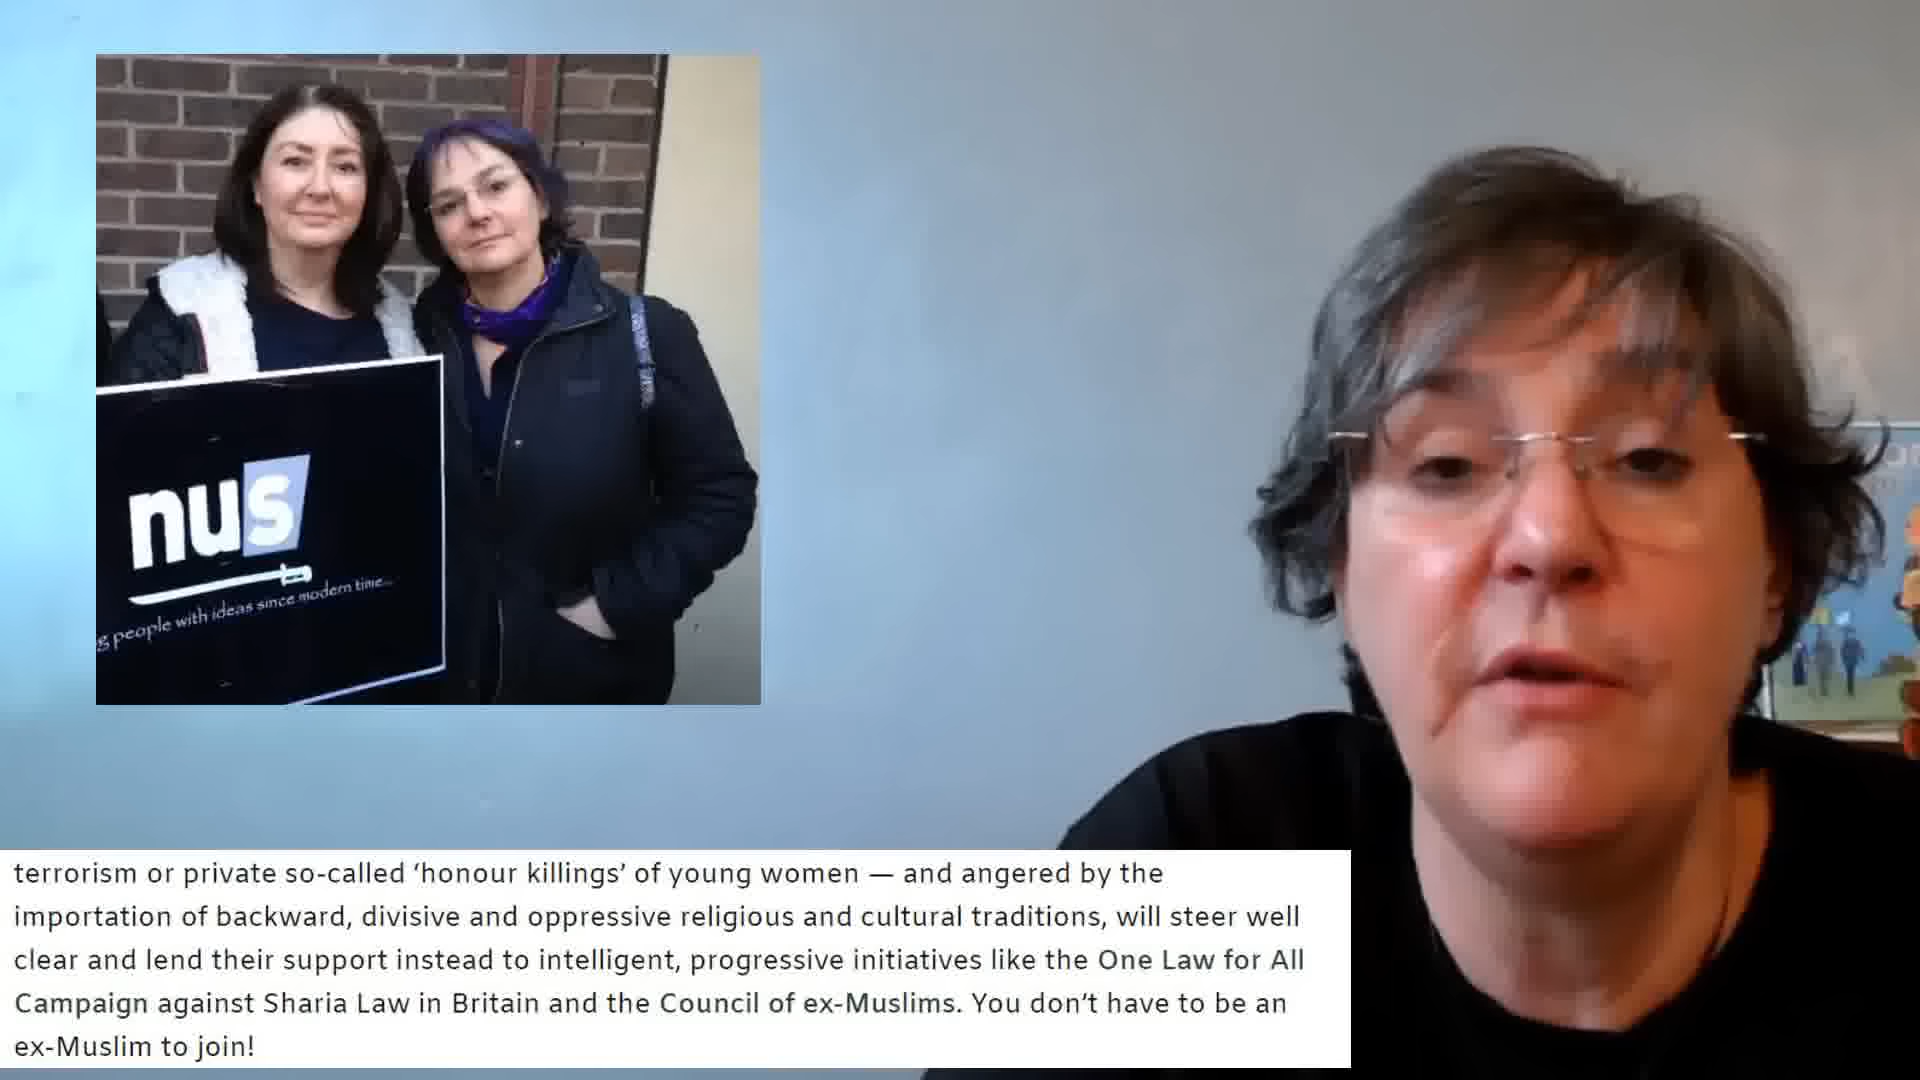 nus
g people with ideas since modern time...
terrorism or private so-called ‘honour killings’ of young women — and angered by the
importation of backward, divisive and oppressive religious and cultural traditions, will steer well
clear and lend their support instead to intelligent, progressive initiatives like the One Law for All
Campaign against Sharia Law in Britain and the Council of ex-Muslims. You don’t have to be an
ex-Muslim to join!